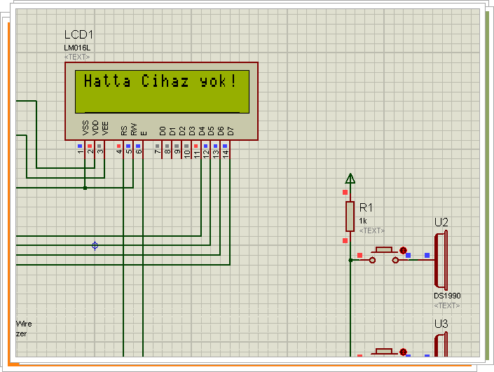 LCD1
LM016L
<TEXT>
Hatta Cihaz yok!
VSS
VDD
VEE
RS
RW
E
D0
D1
D2
D3
D4
D5
D6
D7
1
2
3
4
5
6
7
8
9
10
11
12
13
14
R1
1k
<TEXT>
U2
DS1990
<TEXT>
U3
Wire
zer